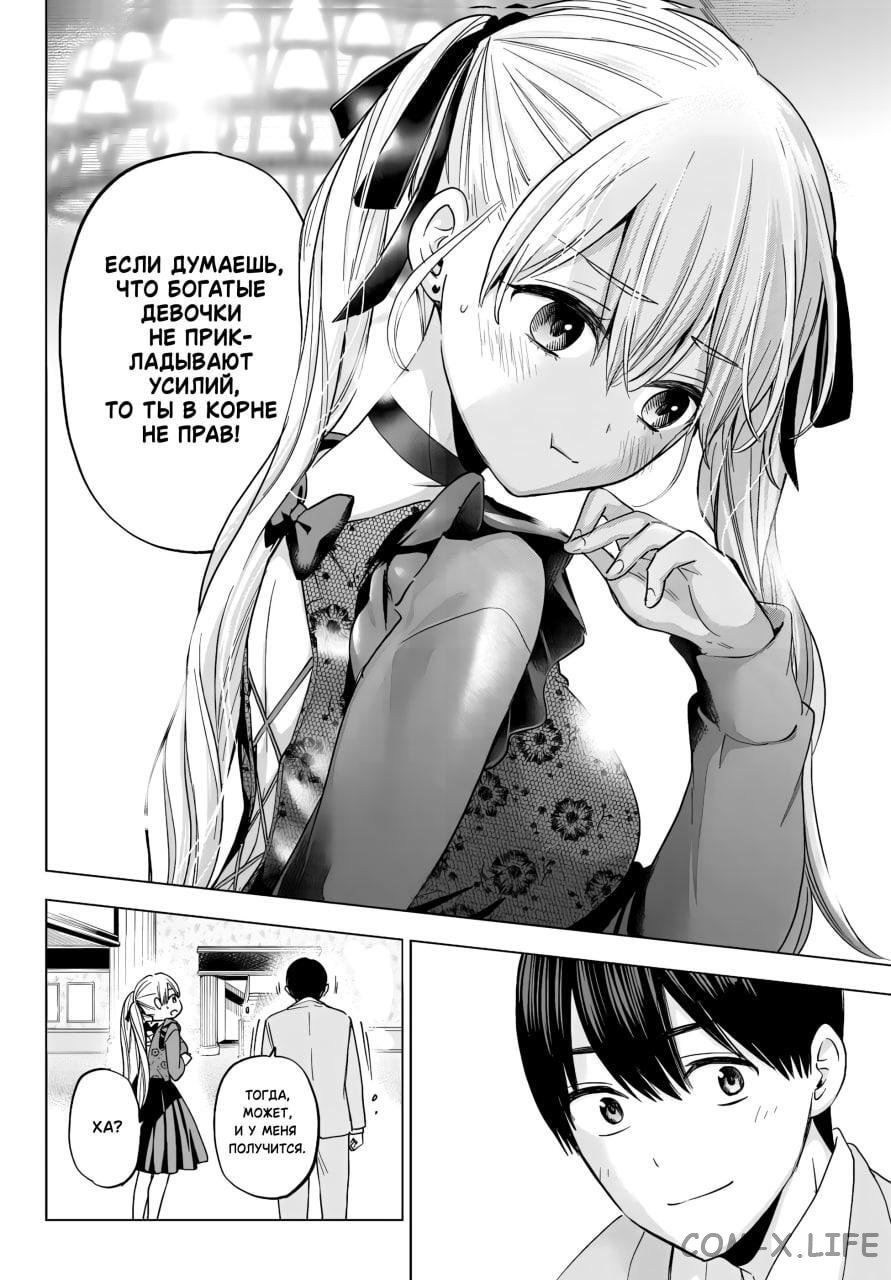 ЕСЛИ ДУМАЕШЬ,
ЧТО БОГАТЫЕ
ДЕВОЧКИ
НЕ ПРИК-
ЛАДЫВАЮТ
УСИЛИЙ,
ТО ТЫ В КОРНЕ
НЕ ПРАВ!
ТОГДА,
МОЖЕТ,
И У МЕНЯ
ПОЛУЧИТСЯ.
ХА?
COM-X.LIFE